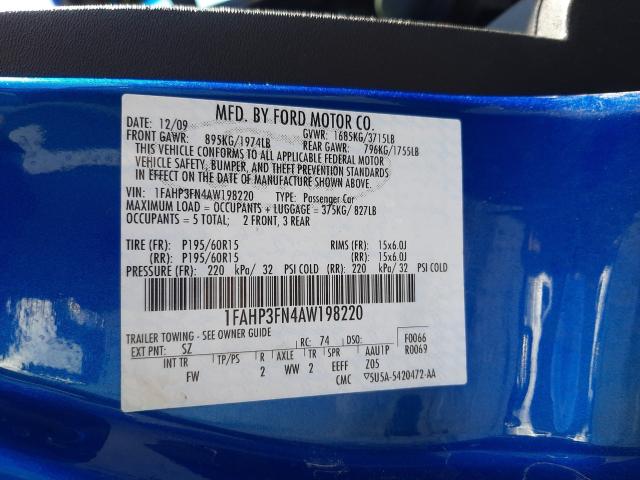 MFD. BY FORD MOTOR CO.
DATE: 12/09 GVWR: 1685KG/3715LB
FRONT GAWR: 895KG/1974LB REAR GAWR: 796KG/1755LB
THIS VEHICLE CONFORMS TO ALL APPLICABLE FEDERAL MOTOR
VEHICLE SAFETY, BUMPER, AND THEFT PREVENTION STANDARDS
IN EFFECT ON THE DATE OF MANUFACTURE SHOWN ABOVE.
VIN: 1FAHP3FN4AW198220 TYPE: Passenger Car
MAXIMUM LOAD = OCCUPANTS + LUGGAGE = 375KG/ 827LB
OCCUPANTS = 5 TOTAL; 2 FRONT, 3 REAR
TIRE (FR): P195/60R15 RIMS (FR): 15x6.0J
(RR): P195/60R15 (RR): 15x6.0J
PRESSURE (FR): 220 kPa/ 32 PSI COLD (RR): 220 kPa/ 32 PSI COLD
1FAHP3FN4AW198220
TRAILER TOWING - SEE OWNER GUIDE
EXT PNT: SZ RC: 74 DSO: F0066
R0069
INT TR TP/PS R AXLE TR SPR AAU1P
FW 2 WW 2 EEFF Z05
CMC ▽5U5A-5420472-AA